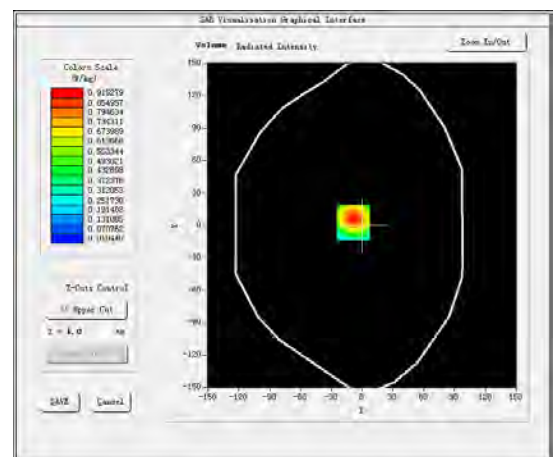 SAR Visualisation Graphical Interface
Volume Radiated Intensity
Zoom In/Out
Colors Scale
(W/kg)
0.915279
0.854957
0.794634
0.734311
0.673989
0.613666
0.553344
0.493021
0.432698
0.372376
0.312053
0.251730
0.191408
0.131085
0.070762
0.010440
150
120
90
60
30
0
-30
-60
-90
-120
-150
-150 -120 -90 -60 -30 0 30 60 90 120 150
Z-Cuts Control
Upper Cut
Z = 4.0 mm
SAVE
Cancel